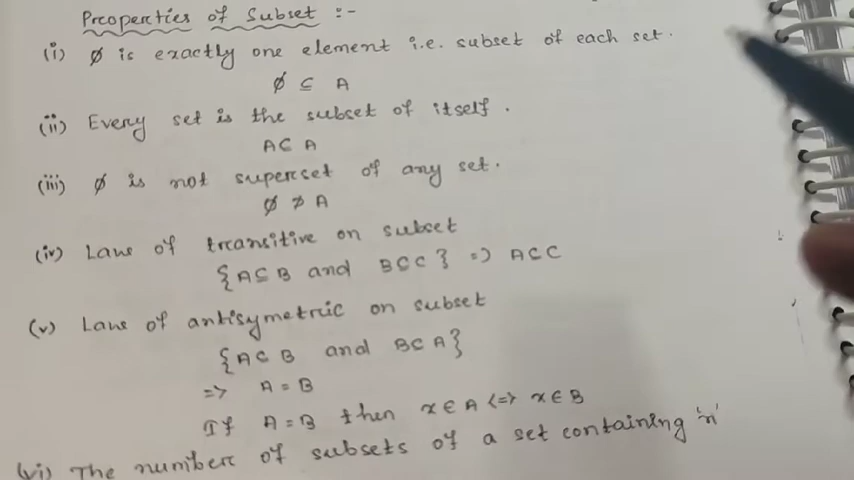 Properties of Subset :-
(i) ∅ is exactly one element i.e. subset of each set.
∅ ⊆ A
(ii) Every set is the subset of itself.
A⊂ A
(iii) ∅ is not superset of any set.
∅ ⊅ A
(iv) Law of transitive on subset
{A⊆B and B⊂C} => A⊂C
(v) Law of antisymetric on subset
{A⊂B and B⊂A}
=> A = B
If A=B then x∈A <=> x∈B
(vi) The number of subsets of a set containing 'n'